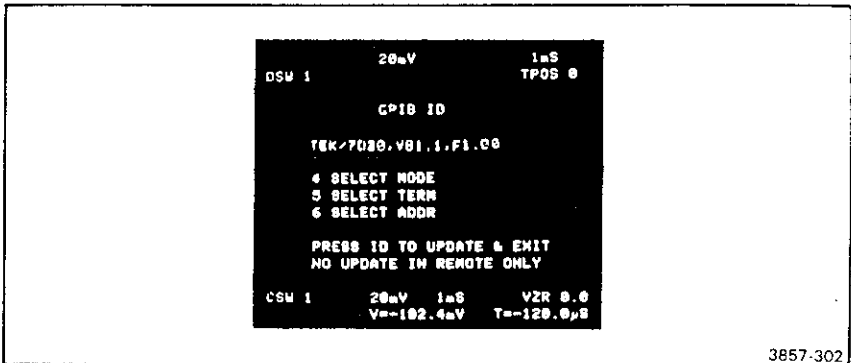 20mV 1mS
DSW 1 TPOS 0
GPIB ID
TEK/7D20,V81.1,F1.00
4 SELECT MODE
5 SELECT TERM
6 SELECT ADDR
PRESS ID TO UPDATE & EXIT
NO UPDATE IN REMOTE ONLY
CSW 1 20mV 1mS VZR 0.0
V=-102.4mV T=-120.0µS
3857-302